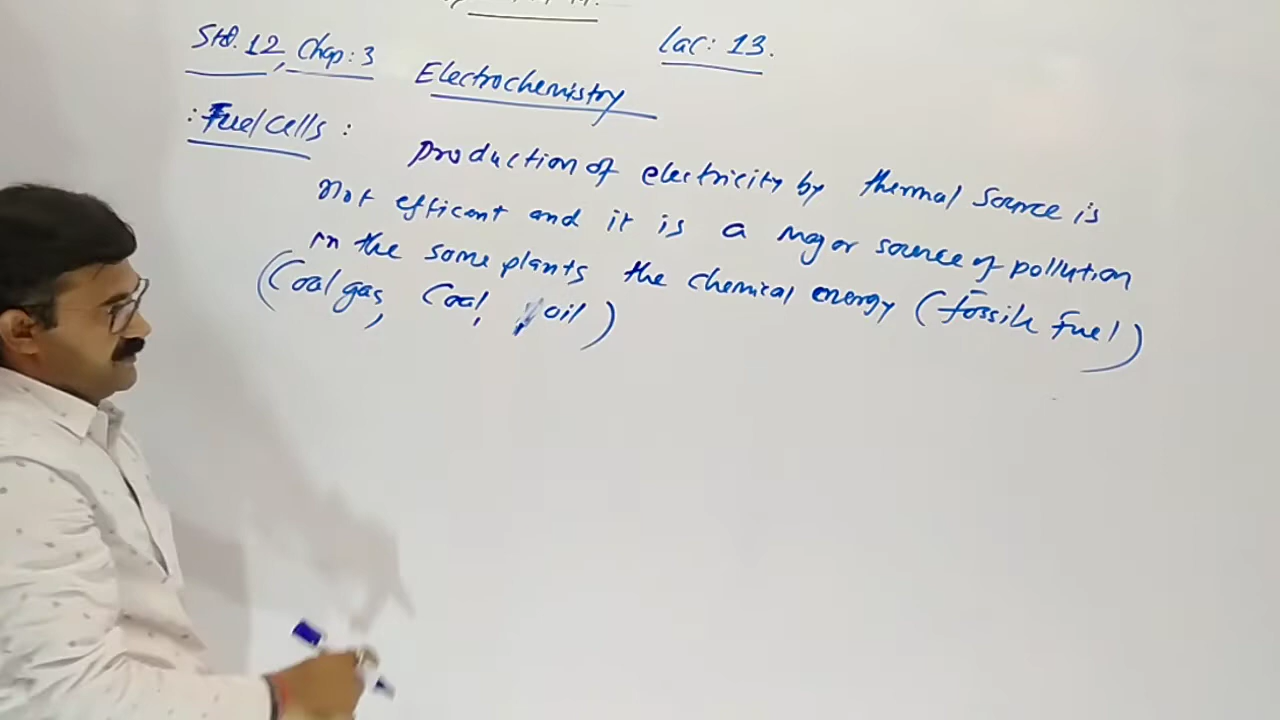 Std. 12, Chap: 3
Lac: 13.
Electrochemistry
: Fuel cells :
Production of electricity by thermal Source is
not efficent and it is a major source of pollution
in the some plants the chemical energy (Fossile Fuel)
(Coal gas, Coal, oil)